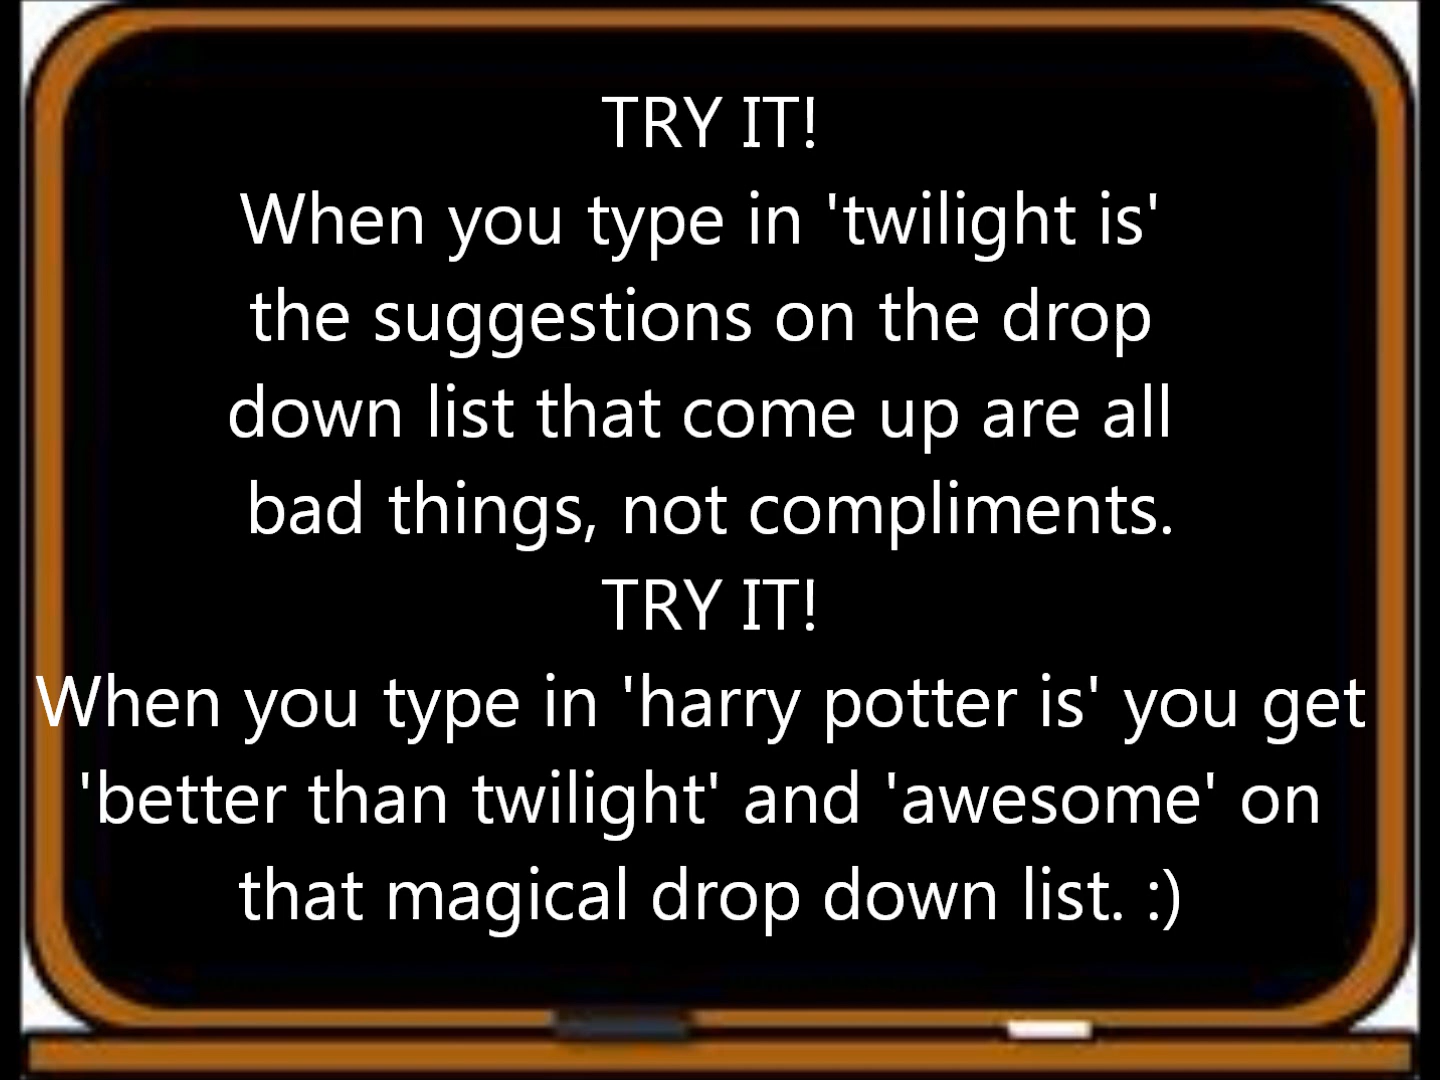 TRY IT!
When you type in 'twilight is'
the suggestions on the drop
down list that come up are all
bad things, not compliments.
TRY IT!
When you type in 'harry potter is' you get
'better than twilight' and 'awesome' on
that magical drop down list. :)